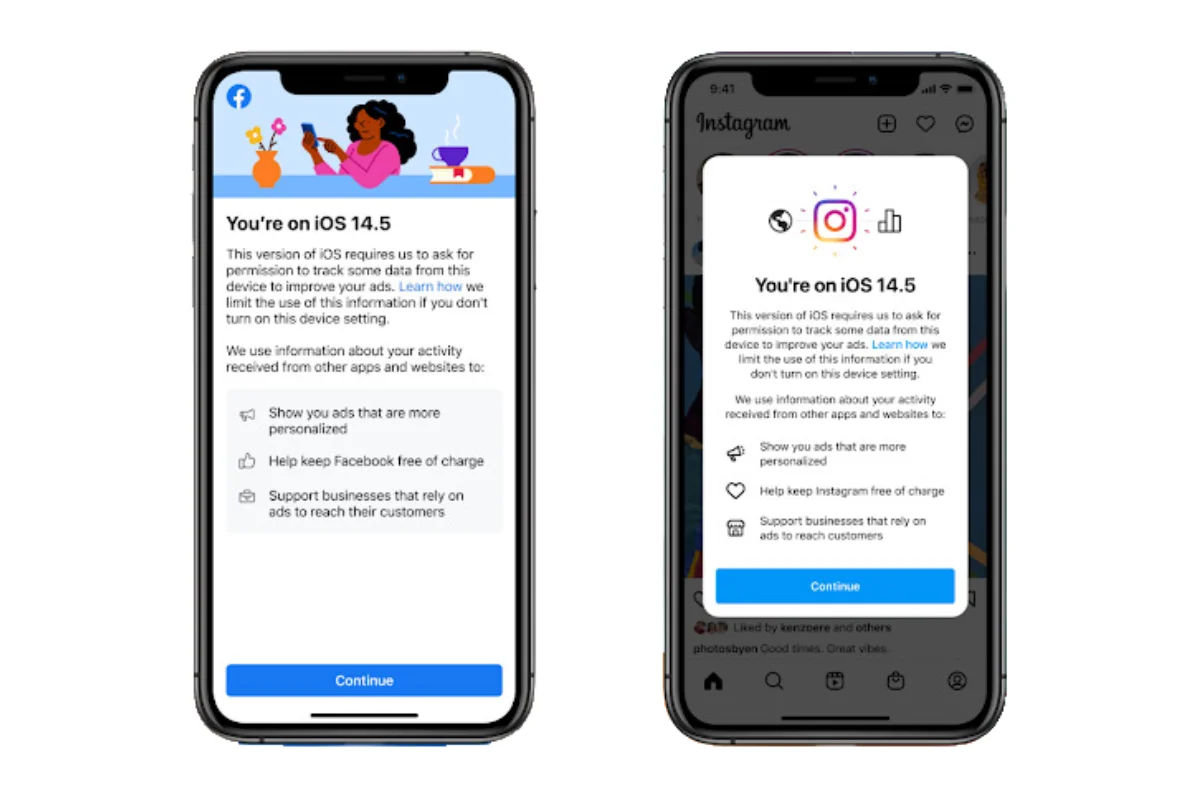 You're on iOS 14.5
This version of iOS requires us to ask for
permission to track some data from this
device to improve your ads. Learn how we
limit the use of this information if you don't
turn on this device setting.
We use information about your activity
received from other apps and websites to:
Show you ads that are more
personalized
Help keep Facebook free of charge
Support businesses that rely on
ads to reach their customers
Continue
9:41
Instagram
You're on iOS 14.5
This version of iOS requires us to ask for
permission to track some data from this
device to improve your ads. Learn how we
limit the use of this information if you
don't turn on this device setting.
We use information about your activity
received from other apps and websites to:
Show you ads that are more
personalized
Help keep Instagram free of charge
Support businesses that rely on
ads to reach customers
Continue
Liked by kenzoere and others
photosbyen Good times. Great vibes.